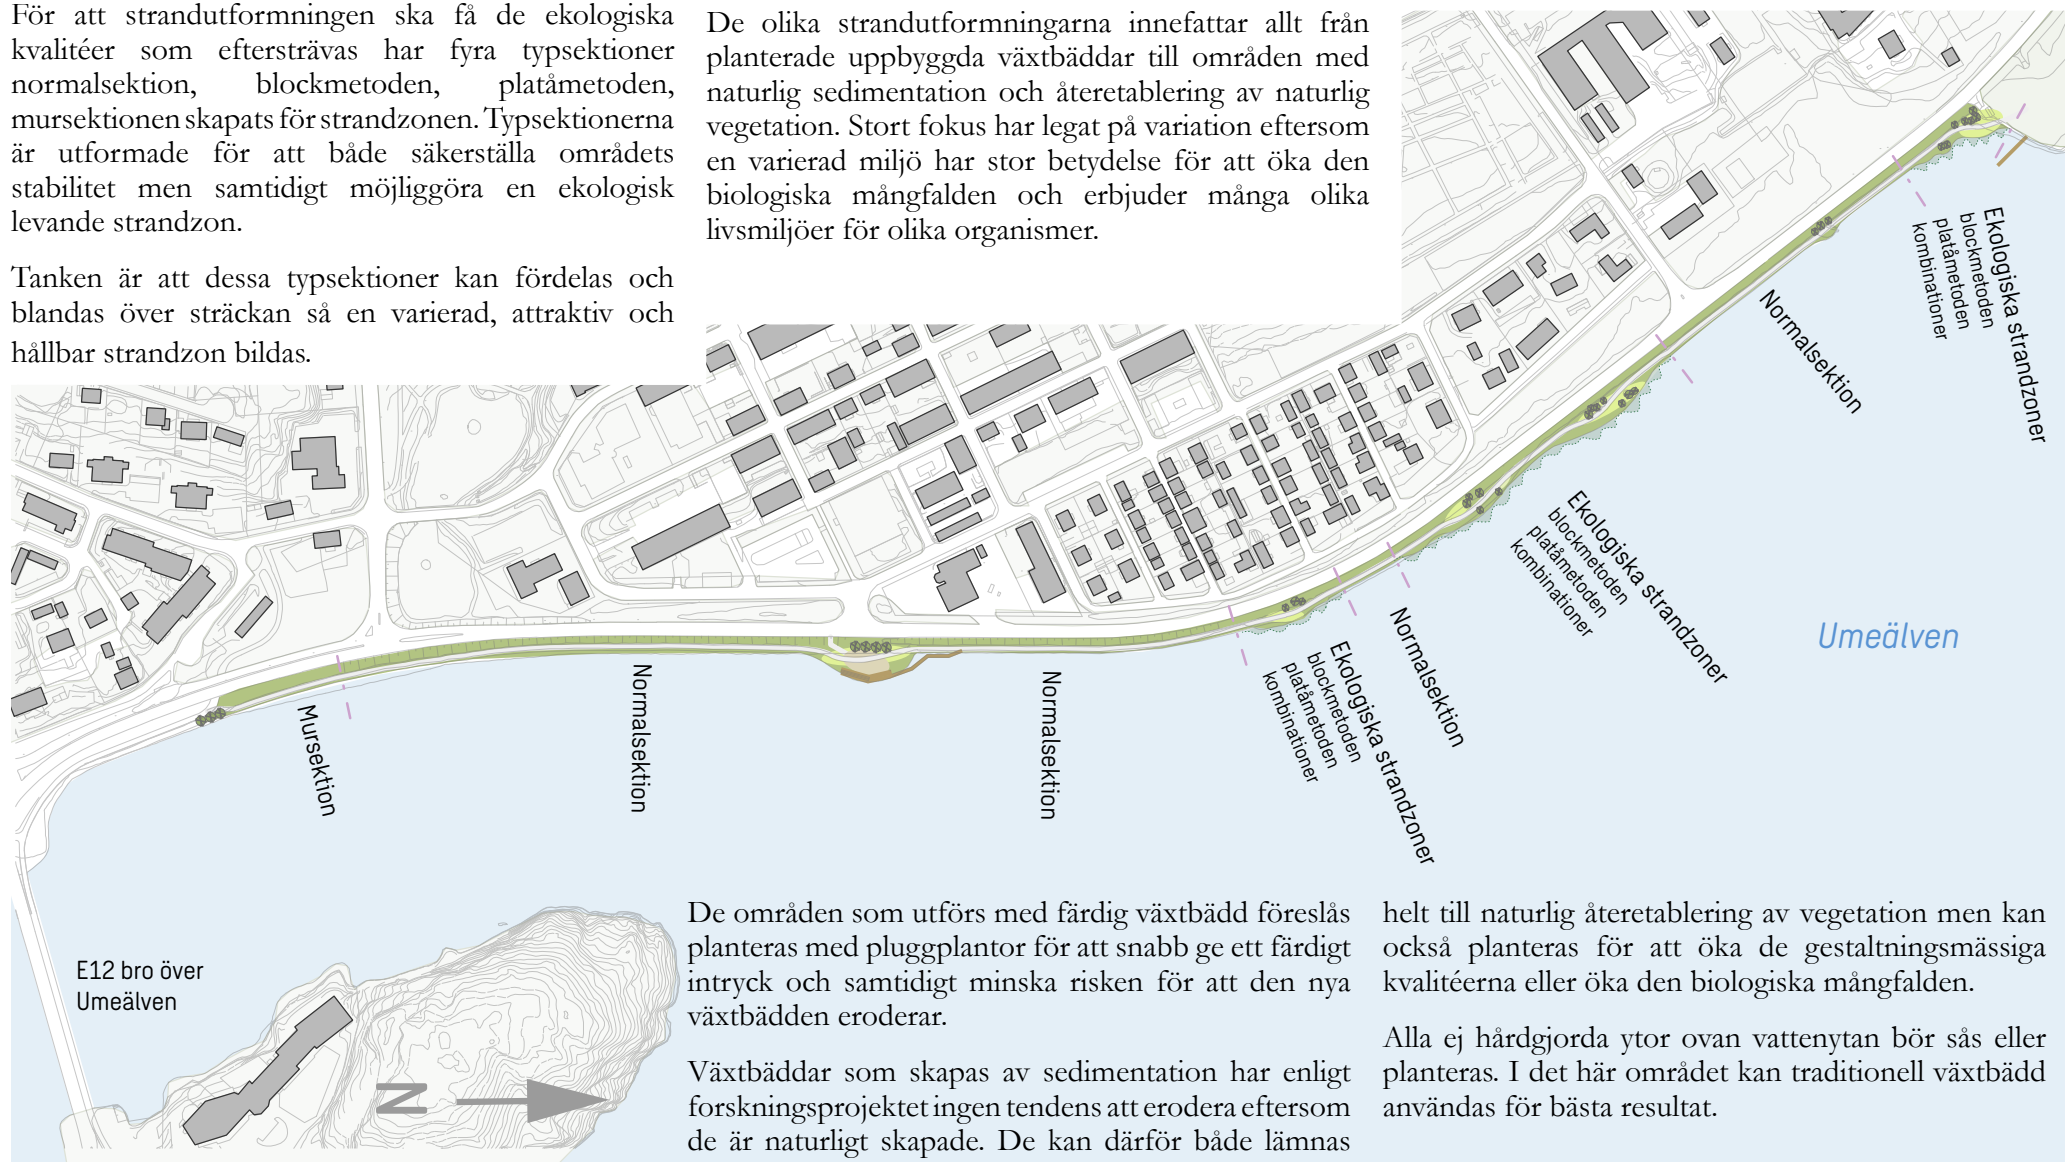 För att strandutformningen ska få de ekologiska
kvalitéer som eftersträvas har fyra typsektioner
normalsektion, blockmetoden, platåmetoden,
mursektionen skapats för strandzonen. Typsektionerna
är utformade för att både säkerställa områdets
stabilitet men samtidigt möjliggöra en ekologisk
levande strandzon.
Tanken är att dessa typsektioner kan fördelas och
blandas över sträckan så en varierad, attraktiv och
hållbar strandzon bildas.
De olika strandutformningarna innefattar allt från
planterade uppbyggda växtbäddar till områden med
naturlig sedimentation och återetablering av naturlig
vegetation. Stort fokus har legat på variation eftersom
en varierad miljö har stor betydelse för att öka den
biologiska mångfalden och erbjuder många olika
livsmiljöer för olika organismer.
Mursektion
Normalsektion
Normalsektion
Ekologiska strandzoner
blockmetoden
platåmetoden
kombinationer
Normalsektion
Ekologiska strandzoner
blockmetoden
platåmetoden
kombinationer
Normalsektion
Ekologiska strandzoner
blockmetoden
platåmetoden
kombinationer
Umeälven
E12 bro över
Umeälven
N
De områden som utförs med färdig växtbädd föreslås
planteras med pluggplantor för att snabb ge ett färdigt
intryck och samtidigt minska risken för att den nya
växtbädden eroderar.
Växtbäddar som skapas av sedimentation har enligt
forskningsprojektet ingen tendens att erodera eftersom
de är naturligt skapade. De kan därför både lämnas
helt till naturlig återetablering av vegetation men kan
också planteras för att öka de gestaltningsmässiga
kvalitéerna eller öka den biologiska mångfalden.
Alla ej hårdgjorda ytor ovan vattenytan bör sås eller
planteras. I det här området kan traditionell växtbädd
användas för bästa resultat.